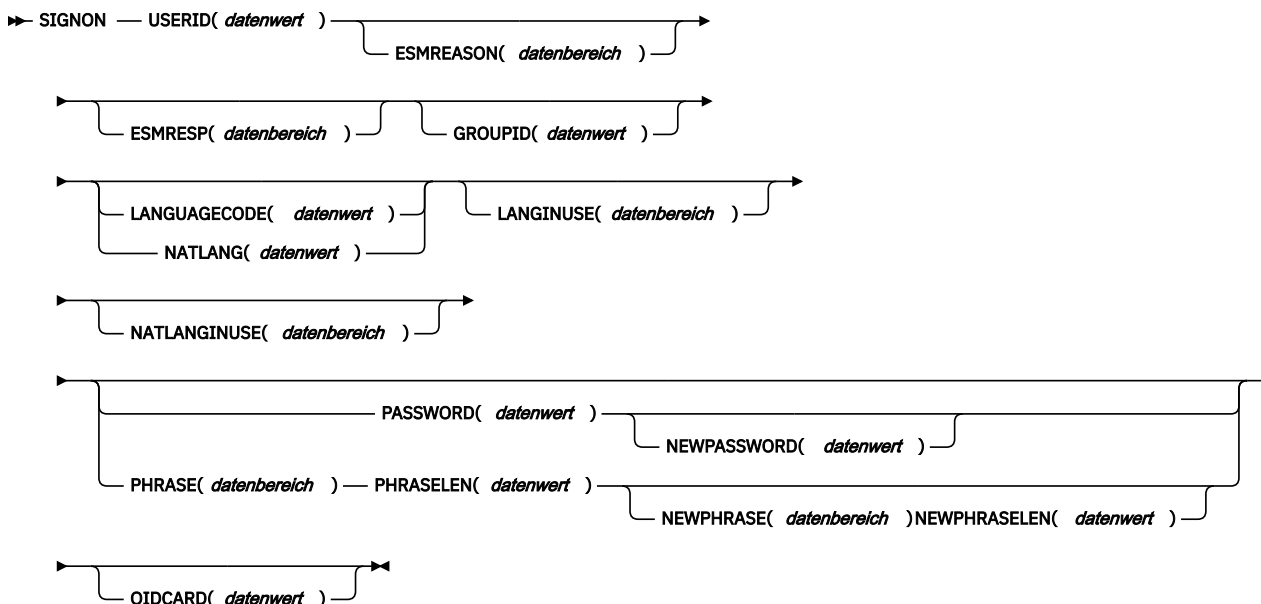 SIGNON USERID( datenwert )
ESMREASON( datenbereich )
ESMRESP( datenbereich ) GROUPID( datenwert )
LANGUAGECODE( datenwert ) LANGINUSE( datenbereich )
NATLANG( datenwert )
NATLANGINUSE( datenbereich )
PASSWORD( datenwert )
NEWPASSWORD( datenwert )
PHRASE( datenbereich ) PHRASELEN( datenwert )
NEWPHRASE( datenbereich )NEWPHRASELEN( datenwert )
OIDCARD( datenwert )